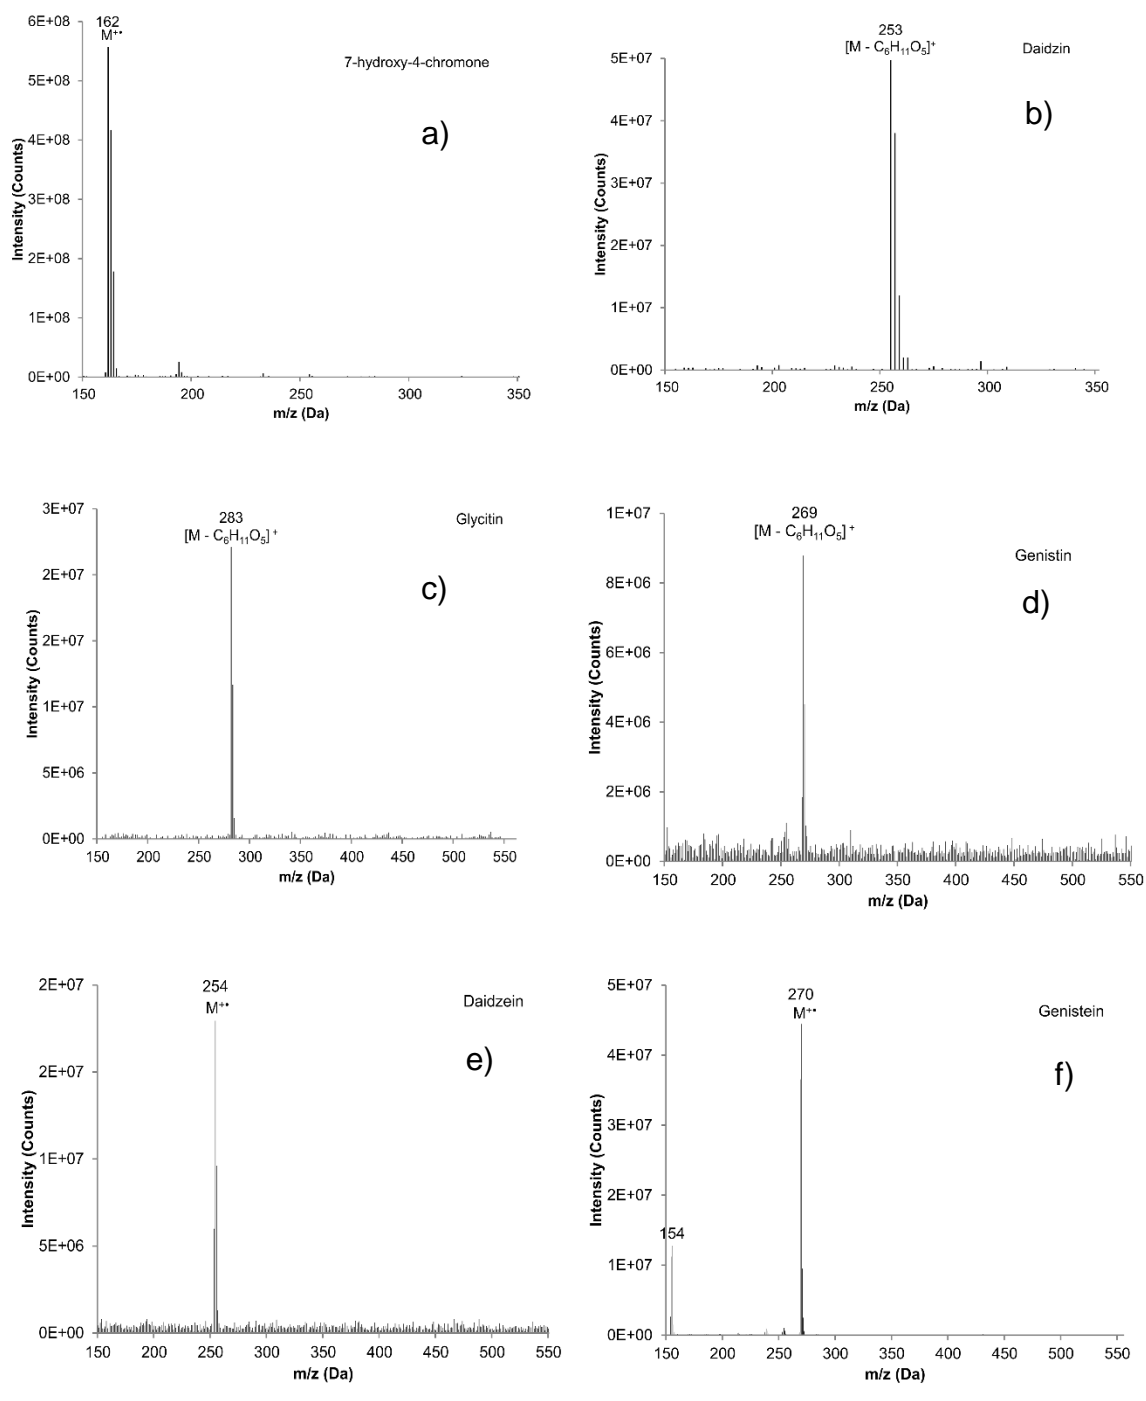 7-hydroxy-4-chromone
a)
162
M⁺•
6E+08
5E+08
4E+08
3E+08
2E+08
1E+08
0E+00
Intensity (Counts)
150 200 250 300 350
m/z (Da)
Daidzin
b)
253
[M - C₆H₁₁O₅]⁺
5E+07
4E+07
3E+07
2E+07
1E+07
0E+00
Intensity (Counts)
150 200 250 300 350
m/z (Da)
Glycitin
c)
283
[M - C₆H₁₁O₅]⁺
3E+07
2E+07
2E+07
1E+07
5E+06
0E+00
Intensity (Counts)
150 200 250 300 350 400 450 500 550
m/z (Da)
Genistin
d)
269
[M - C₆H₁₁O₅]⁺
1E+07
8E+06
6E+06
4E+06
2E+06
0E+00
Intensity (Counts)
150 200 250 300 350 400 450 500 550
m/z (Da)
Daidzein
e)
254
M⁺•
2E+07
2E+07
1E+07
5E+06
0E+00
Intensity (Counts)
150 200 250 300 350 400 450 500 550
m/z (Da)
Genistein
f)
270
M⁺•
154
5E+07
4E+07
3E+07
2E+07
1E+07
0E+00
Intensity (Counts)
150 200 250 300 350 400 450 500 550
m/z (Da)